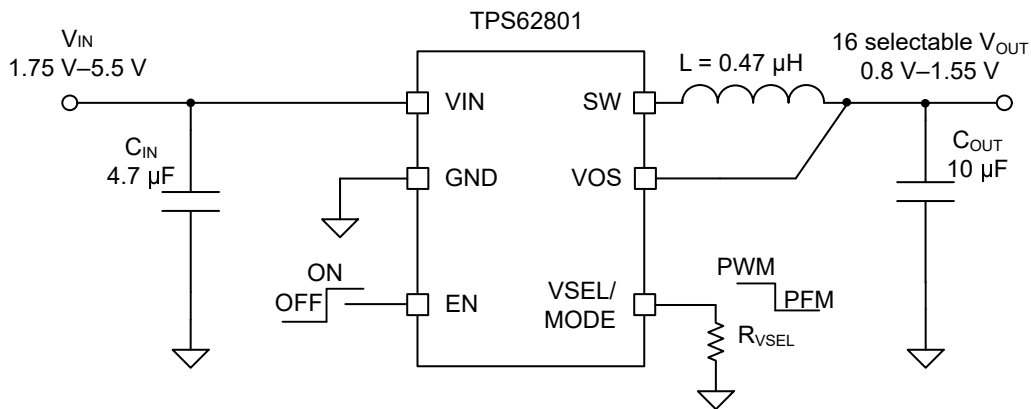 TPS62801
VIN
1.75 V–5.5 V
L = 0.47 µH
16 selectable VOUT
0.8 V–1.55 V
VIN
SW
CIN
4.7 µF
GND
VOS
COUT
10 µF
ON
OFF
EN
VSEL/
MODE
PWM
PFM
RVSEL